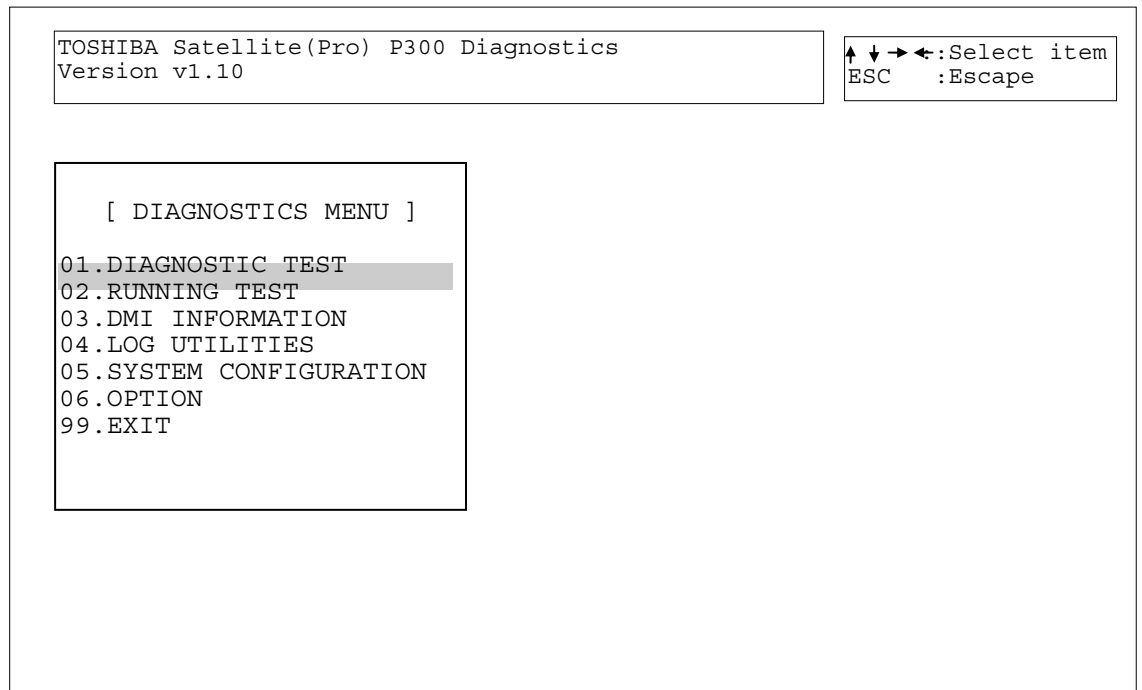 TOSHIBA Satellite(Pro) P300 Diagnostics
Version v1.10
↑ ↓ → ←:Select item
ESC :Escape
[ DIAGNOSTICS MENU ]
01.DIAGNOSTIC TEST
02.RUNNING TEST
03.DMI INFORMATION
04.LOG UTILITIES
05.SYSTEM CONFIGURATION
06.OPTION
99.EXIT